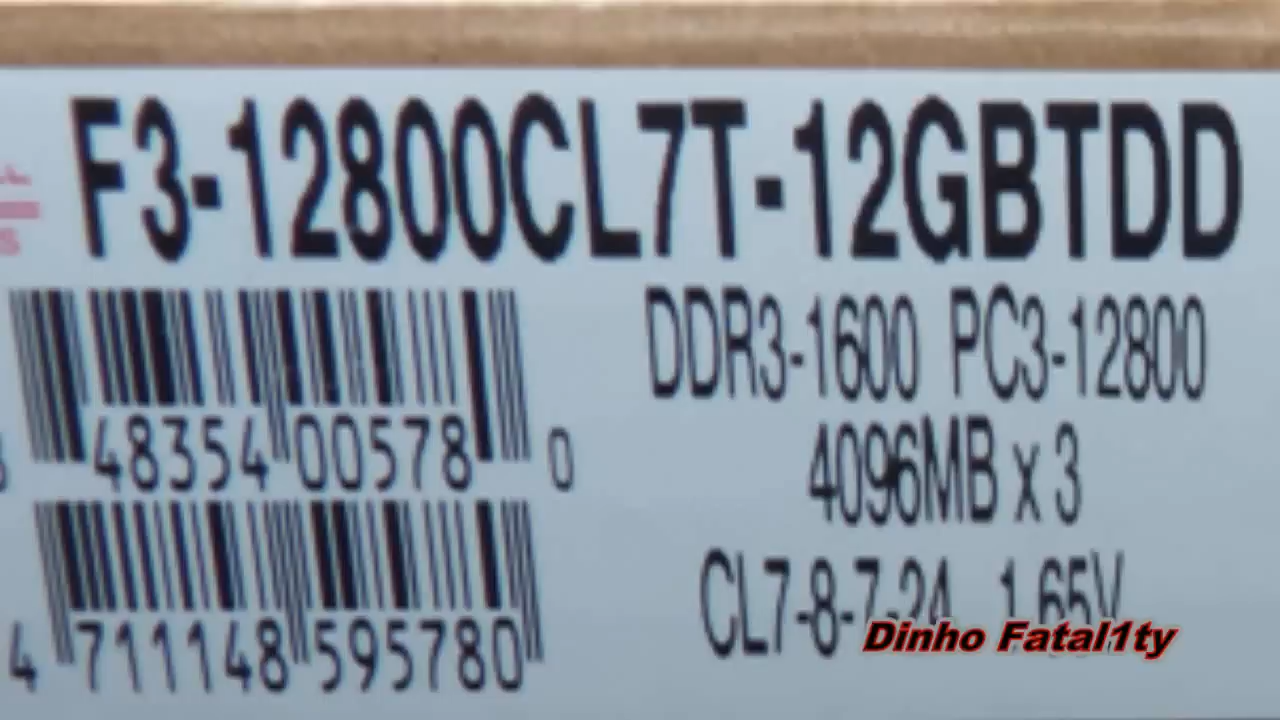 F3-12800CL7T-12GBTDD
DDR3-1600 PC3-12800
4096MB x 3
CL7-8-7-24 1.65V
48354 00578 0
4 711148 595780
Dinho Fatal1ty